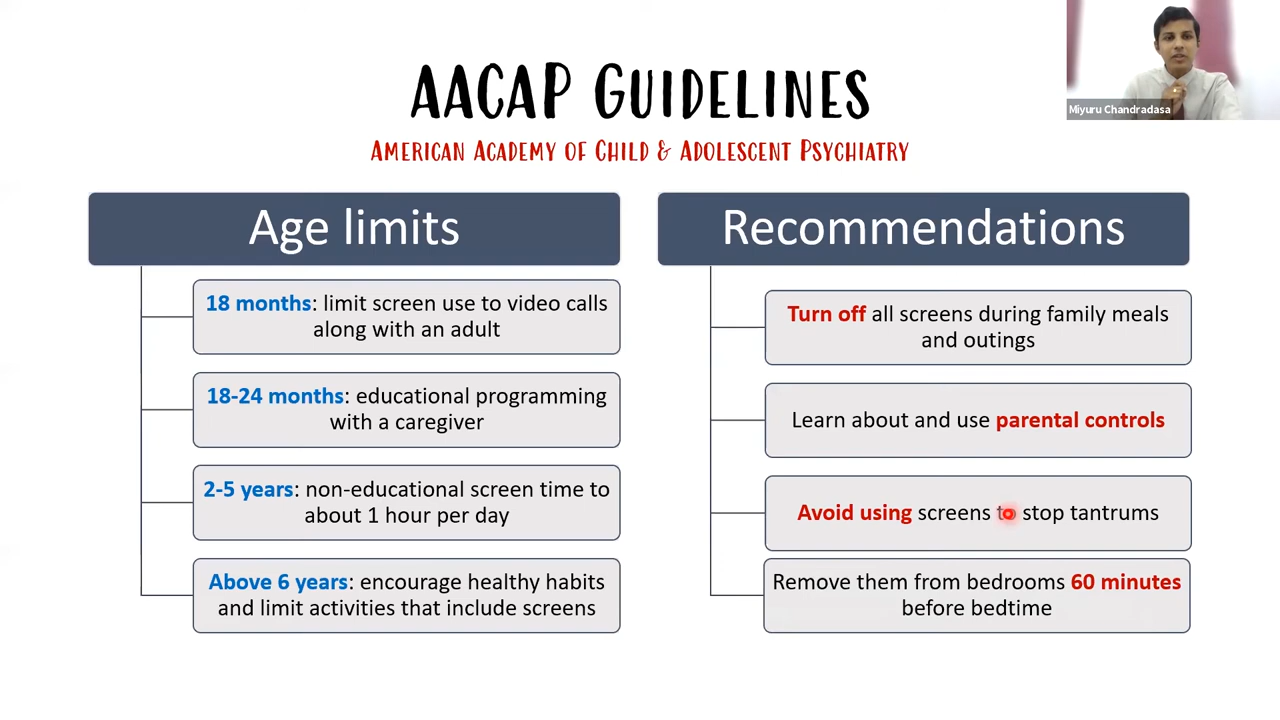 AACAP GUIDELINES
AMERICAN ACADEMY OF CHILD & ADOLESCENT PSYCHIATRY
Miyuru Chandradasa
Age limits
18 months: limit screen use to video calls
along with an adult
18-24 months: educational programming
with a caregiver
2-5 years: non-educational screen time to
about 1 hour per day
Above 6 years: encourage healthy habits
and limit activities that include screens
Recommendations
Turn off all screens during family meals
and outings
Learn about and use parental controls
Avoid using screens to stop tantrums
Remove them from bedrooms 60 minutes
before bedtime